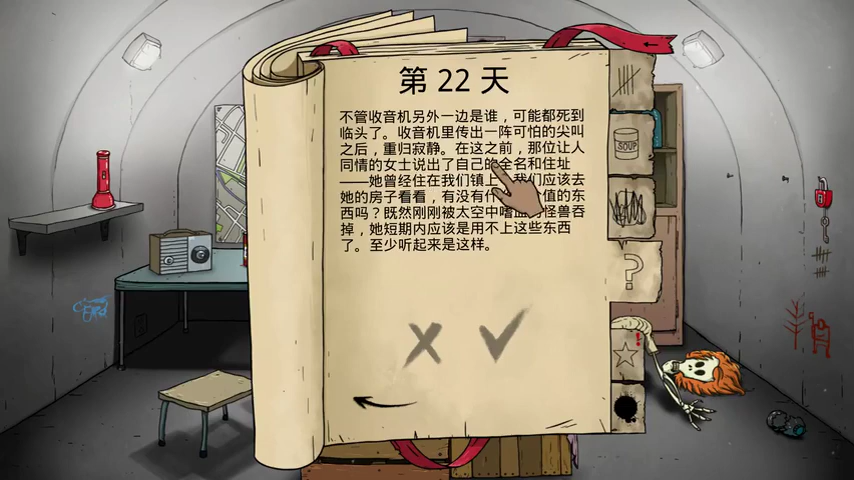 第 22 天
不管收音机另外一边是谁，可能都死到
临头了。收音机里传出一阵可怕的尖叫
之后，重归寂静。在这之前，那位让人
同情的女士说出了自己的全名和住址
——她曾经住在我们镇上。我们应该去
她的房子看看，有没有什 价值的东
西吗？既然刚刚被太空中嗜血 怪兽吞
掉，她短期内应该是用不上这些东西
了。至少听起来是这样。
SOUP
?